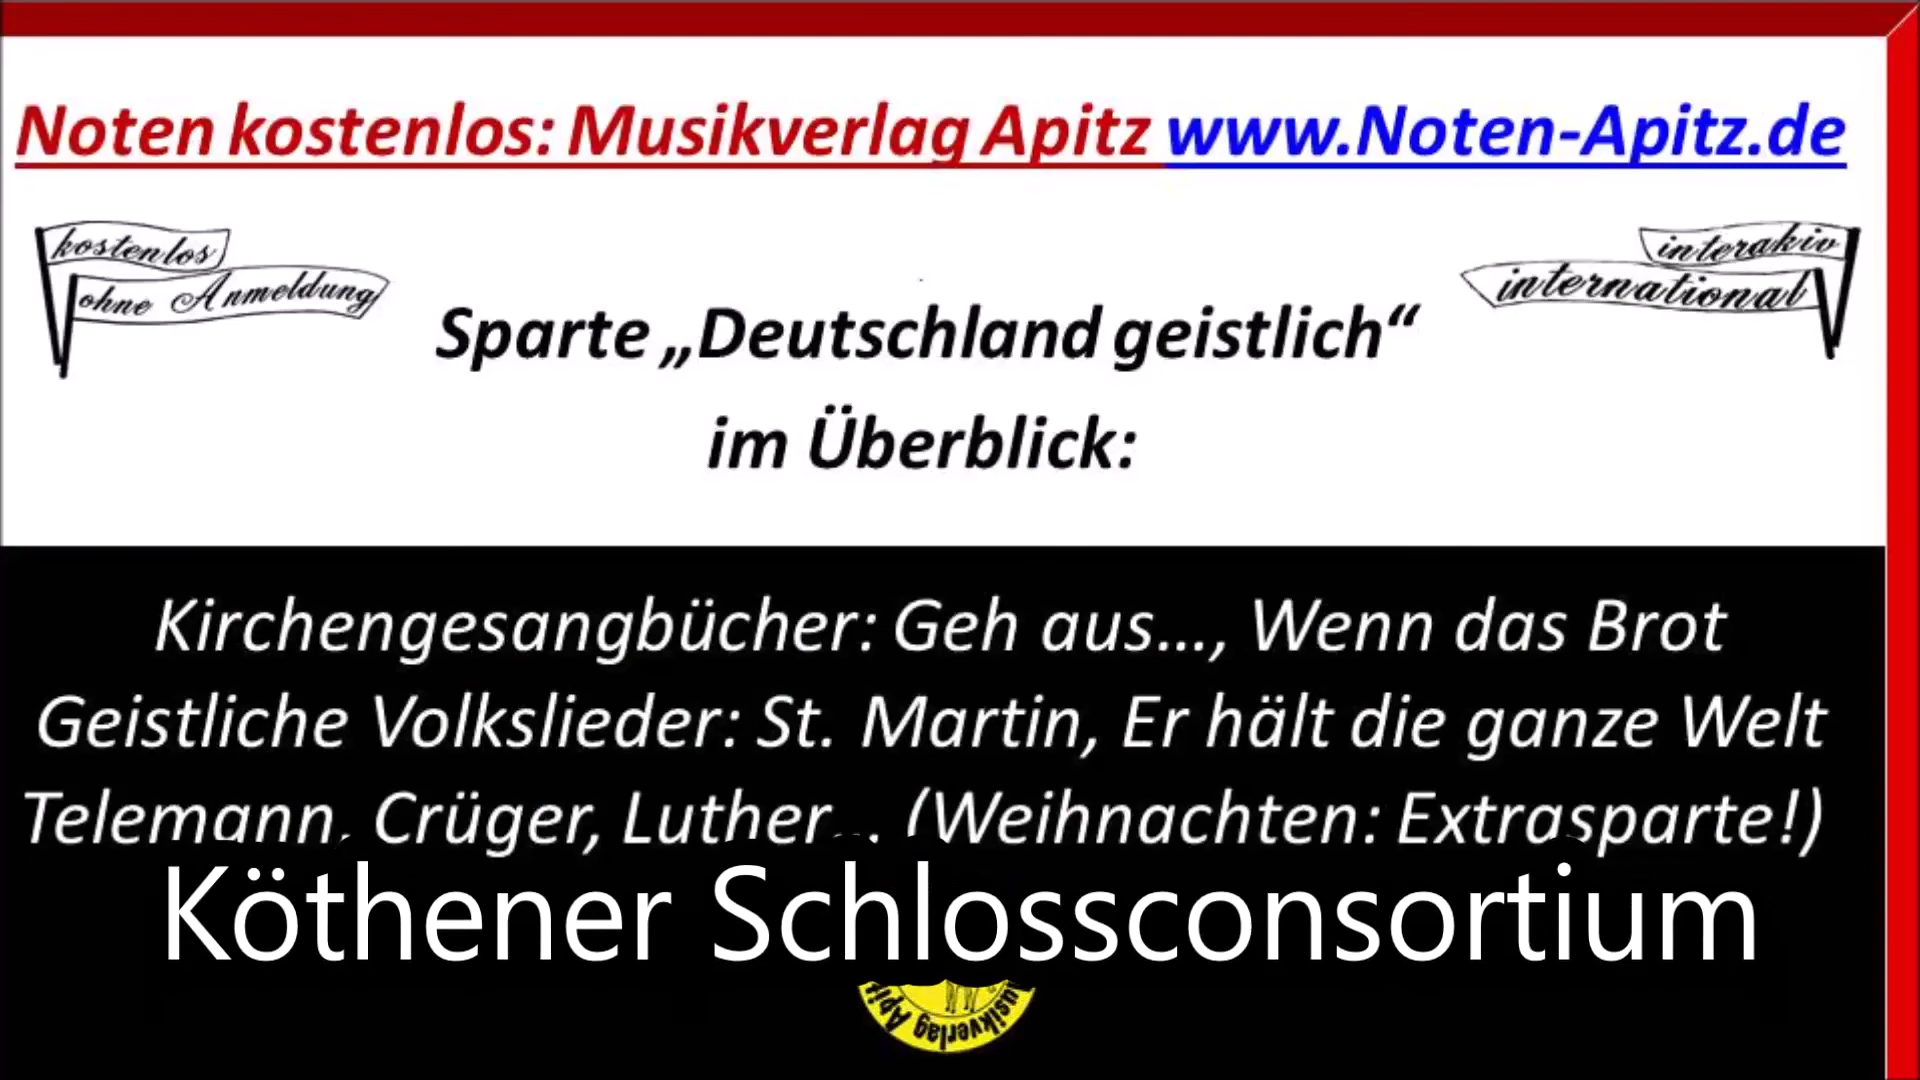 Noten kostenlos: Musikverlag Apitz www.Noten-Apitz.de
kostenlos
ohne Anmeldung
interakiv
international
Sparte „Deutschland geistlich“
im Überblick:
Kirchengesangbücher: Geh aus..., Wenn das Brot
Geistliche Volkslieder: St. Martin, Er hält die ganze Welt
Telemann, Crüger, Luther... (Weihnachten: Extrasparte!)
Köthener Schlossconsortium
Musikverlag Apitz